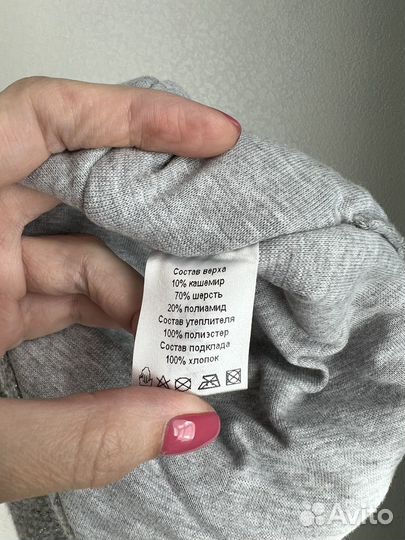 Состав верха
10% кашемир
70% шерсть
20% полиамид
Состав утеплителя
100% полиэстер
Состав подклада
100% хлопок
Avito